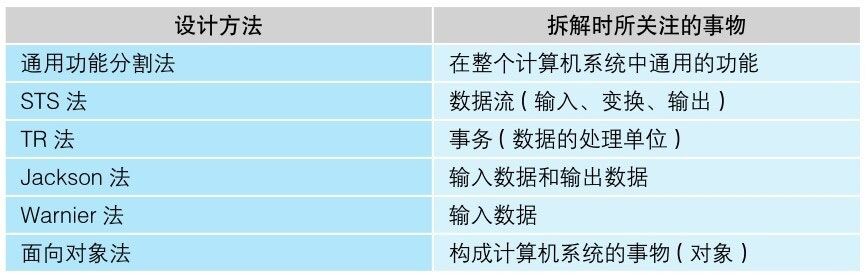 设计方法 拆解时所关注的事物
通用功能分割法 在整个计算机系统中通用的功能
STS 法 数据流 ( 输入、变换、输出 )
TR 法 事务 ( 数据的处理单位 )
Jackson 法 输入数据和输出数据
Warnier 法 输入数据
面向对象法 构成计算机系统的事物 ( 对象 )